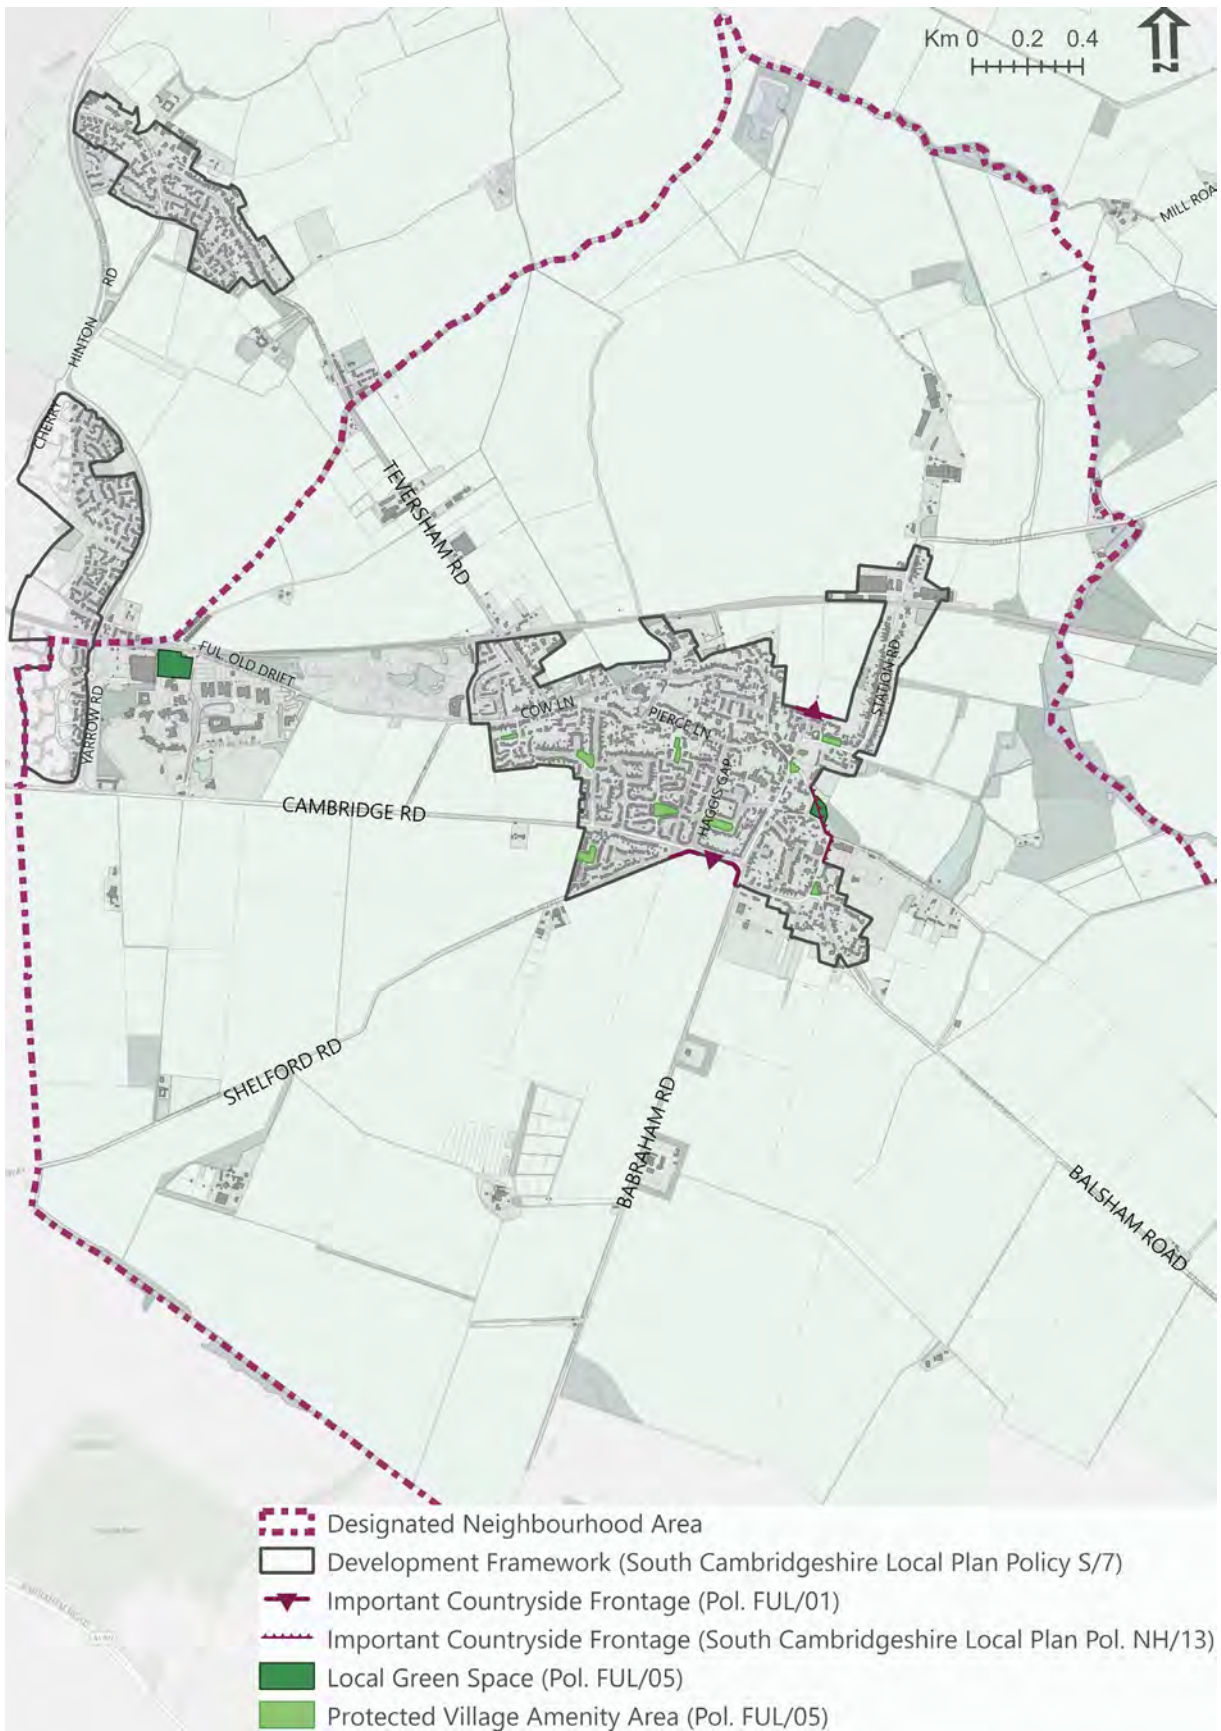 Km 0 0.2 0.4
N
MILL ROA
HINTON RD
CHERRY
TEVERSHAM RD
FUL. OLD DRIFT
STATION RD
COW LN
PIERCE LN
YARROW RD
HAGGIS GAP
CAMBRIDGE RD
SHELFORD RD
BABRAHAM RD
BALSHAM ROAD
Designated Neighbourhood Area
Development Framework (South Cambridgeshire Local Plan Policy S/7)
Important Countryside Frontage (Pol. FUL/01)
Important Countryside Frontage (South Cambridgeshire Local Plan Pol. NH/13)
Local Green Space (Pol. FUL/05)
Protected Village Amenity Area (Pol. FUL/05)